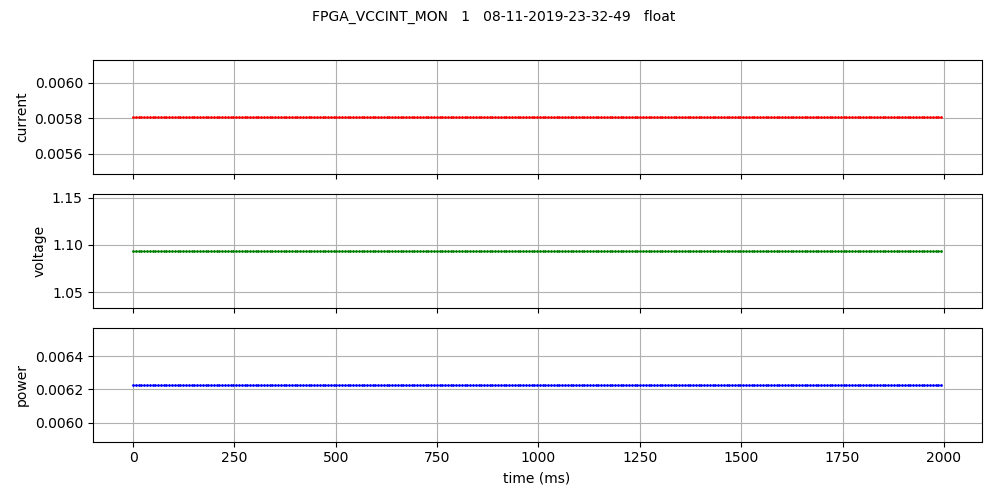 FPGA_VCCINT_MON 1 08-11-2019-23-32-49 float
0.0060
0.0058
0.0056
current
1.15
1.10
1.05
voltage
0.0064
0.0062
0.0060
power
0 250 500 750 1000 1250 1500 1750 2000
time (ms)